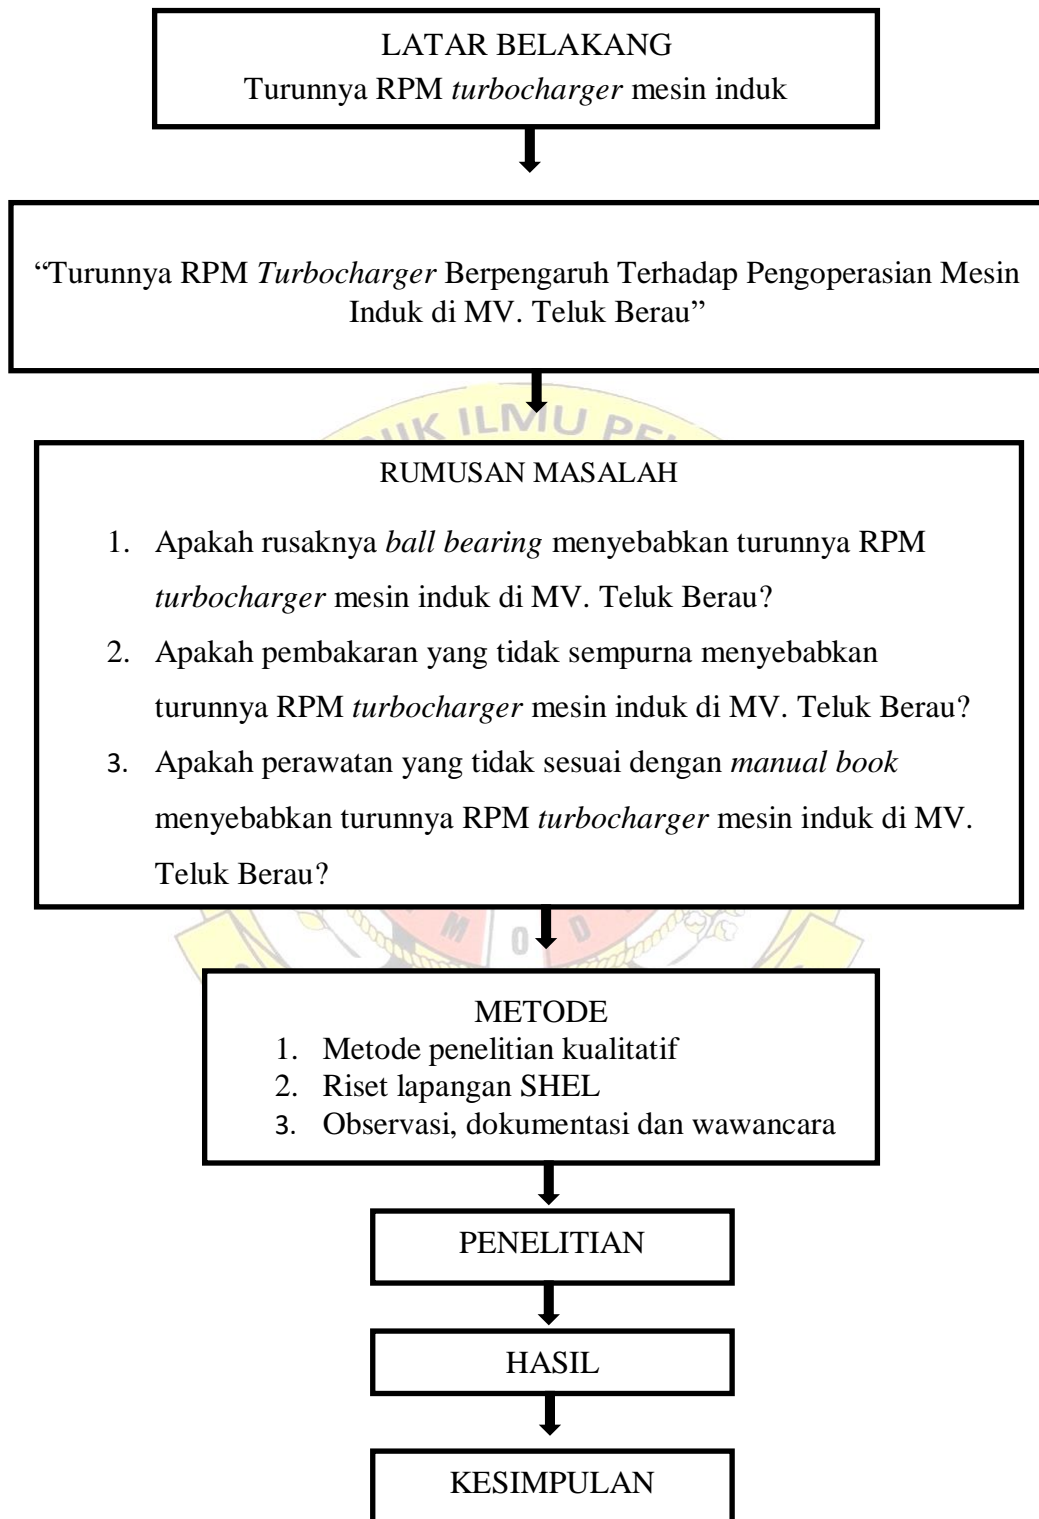 LATAR BELAKANG
Turunnya RPM turbocharger mesin induk
“Turunnya RPM Turbocharger Berpengaruh Terhadap Pengoperasian Mesin
Induk di MV. Teluk Berau”
RUMUSAN MASALAH
1. Apakah rusaknya ball bearing menyebabkan turunnya RPM
turbocharger mesin induk di MV. Teluk Berau?
2. Apakah pembakaran yang tidak sempurna menyebabkan
turunnya RPM turbocharger mesin induk di MV. Teluk Berau?
3. Apakah perawatan yang tidak sesuai dengan manual book
menyebabkan turunnya RPM turbocharger mesin induk di MV.
Teluk Berau?
METODE
1. Metode penelitian kualitatif
2. Riset lapangan SHEL
3. Observasi, dokumentasi dan wawancara
PENELITIAN
HASIL
KESIMPULAN